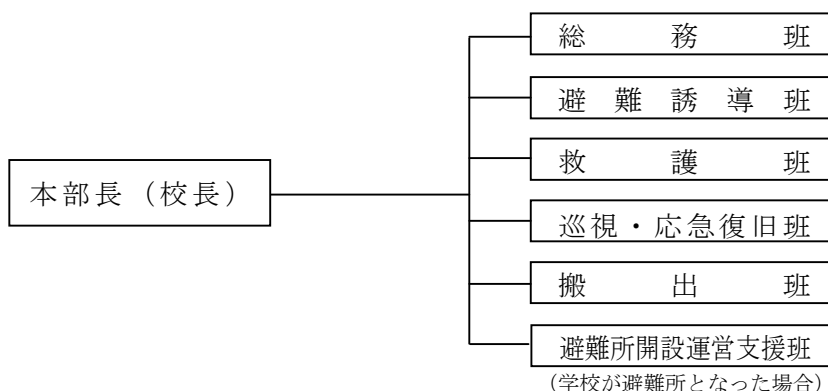 総務班
避難誘導班
救護班
本部長（校長）
巡視・応急復旧班
搬出班
避難所開設運営支援班
（学校が避難所となった場合）